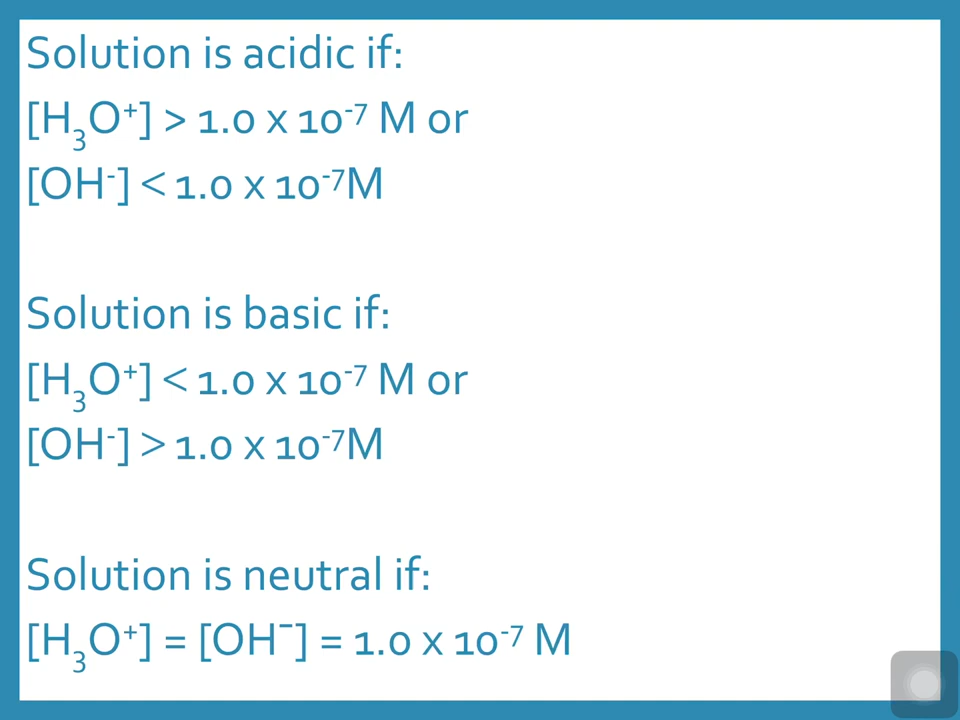 Solution is acidic if:
[H₃O⁺] > 1.0 x 10⁻⁷ M or
[OH⁻] < 1.0 x 10⁻⁷M
Solution is basic if:
[H₃O⁺] < 1.0 x 10⁻⁷ M or
[OH⁻] > 1.0 x 10⁻⁷M
Solution is neutral if:
[H₃O⁺] = [OH⁻] = 1.0 x 10⁻⁷ M